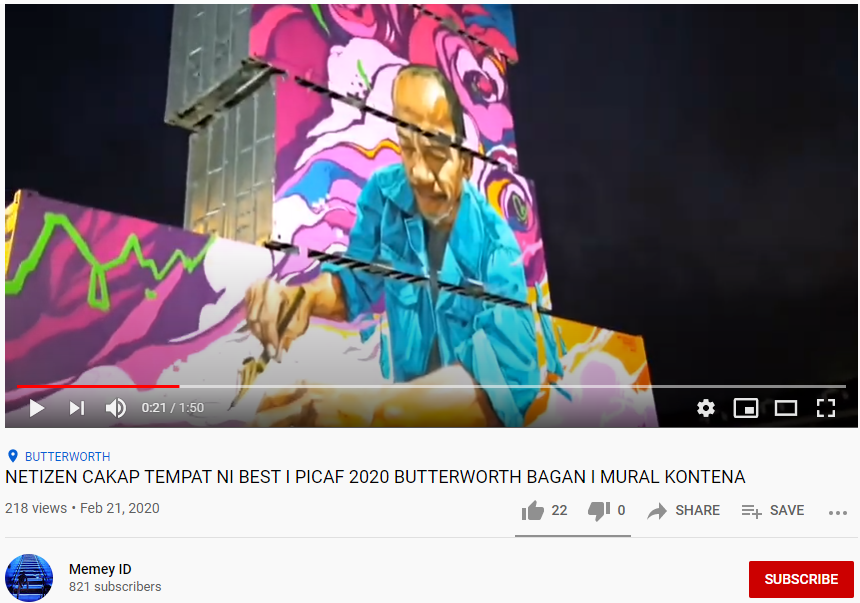 0:21 / 1:50
BUTTERWORTH
NETIZEN CAKAP TEMPAT NI BEST I PICAF 2020 BUTTERWORTH BAGAN I MURAL KONTENA
218 views • Feb 21, 2020
22
0
SHARE
SAVE
Memey ID
821 subscribers
SUBSCRIBE